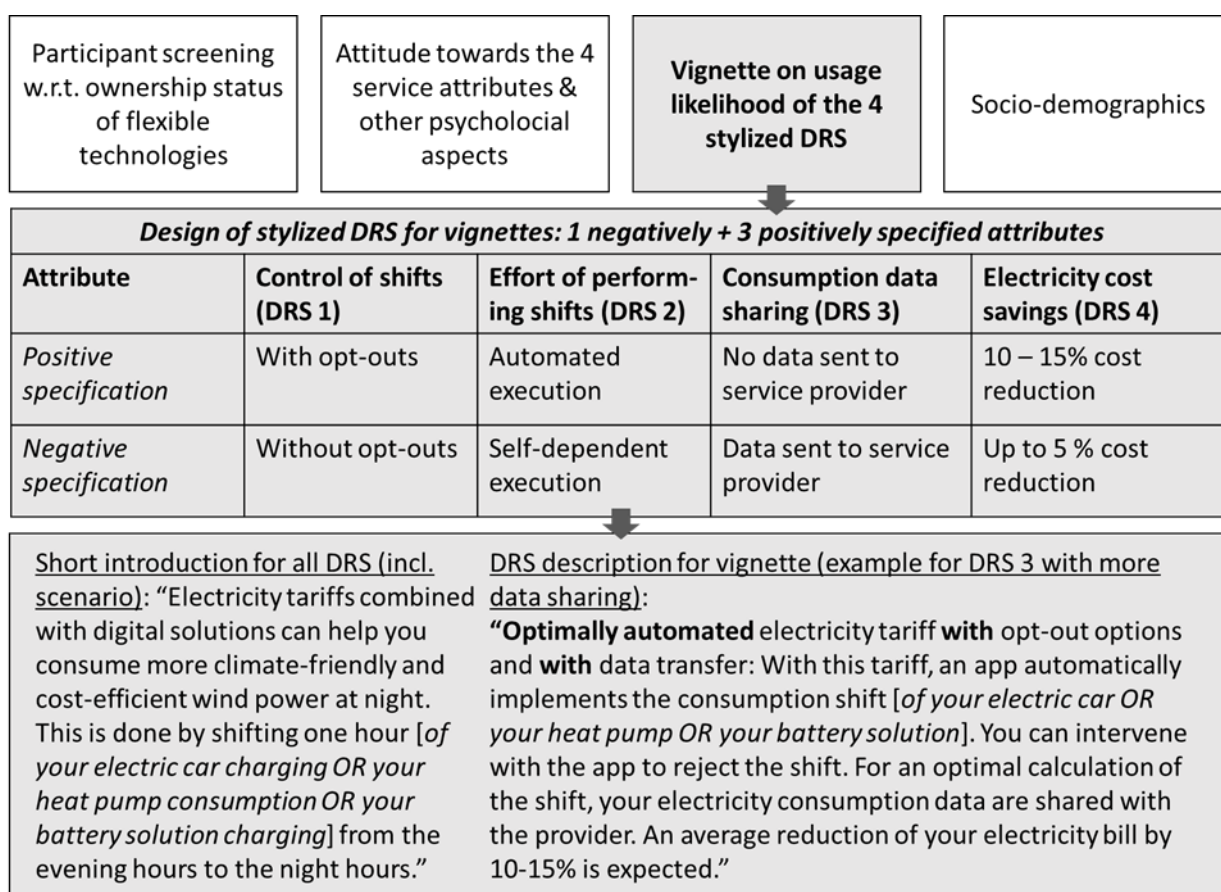 Participant screening
w.r.t. ownership status
of flexible
technologies
Attitude towards the 4
service attributes &
other psycholocial
aspects
Vignette on usage
likelihood of the 4
stylized DRS
Socio-demographics
Design of stylized DRS for vignettes: 1 negatively + 3 positively specified attributes
Attribute
Control of shifts
(DRS 1)
Effort of perform-
ing shifts (DRS 2)
Consumption data
sharing (DRS 3)
Electricity cost
savings (DRS 4)
Positive
specification
With opt-outs
Automated
execution
No data sent to
service provider
10 – 15% cost
reduction
Negative
specification
Without opt-outs
Self-dependent
execution
Data sent to service
provider
Up to 5 % cost
reduction
Short introduction for all DRS (incl.
scenario): “Electricity tariffs combined
with digital solutions can help you
consume more climate-friendly and
cost-efficient wind power at night.
This is done by shifting one hour [of
your electric car charging OR your
heat pump consumption OR your
battery solution charging] from the
evening hours to the night hours.”
DRS description for vignette (example for DRS 3 with more
data sharing):
“Optimally automated electricity tariff with opt-out options
and with data transfer: With this tariff, an app automatically
implements the consumption shift [of your electric car OR
your heat pump OR your battery solution]. You can intervene
with the app to reject the shift. For an optimal calculation of
the shift, your electricity consumption data are shared with
the provider. An average reduction of your electricity bill by
10-15% is expected.”